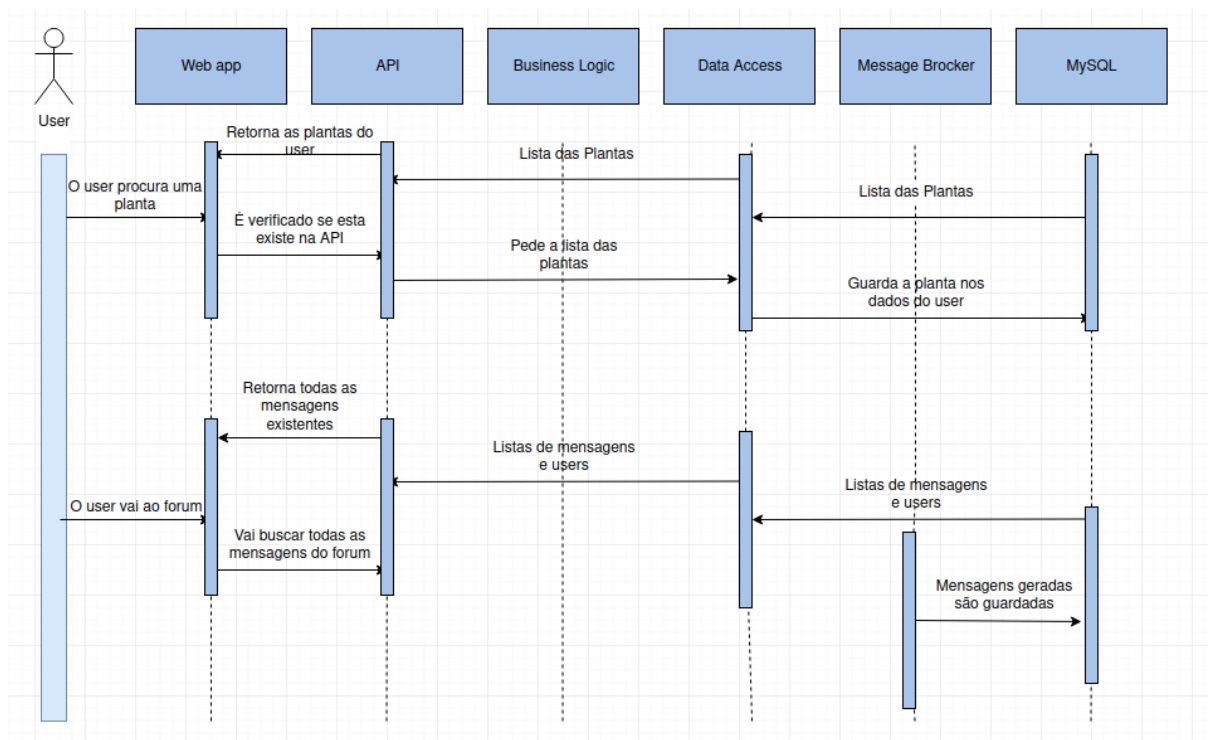 Web app
API
Business Logic
Data Access
Message Brocker
MySQL
User
Retorna as plantas do
user
Lista das Plantas
O user procura uma
planta
Lista das Plantas
É verificado se esta
existe na API
Pede a lista das
plantas
Guarda a planta nos
dados do user
Retorna todas as
mensagens
existentes
Listas de mensagens
e users
Listas de mensagens
e users
O user vai ao forum
Vai buscar todas as
mensagens do forum
Mensagens geradas
são guardadas